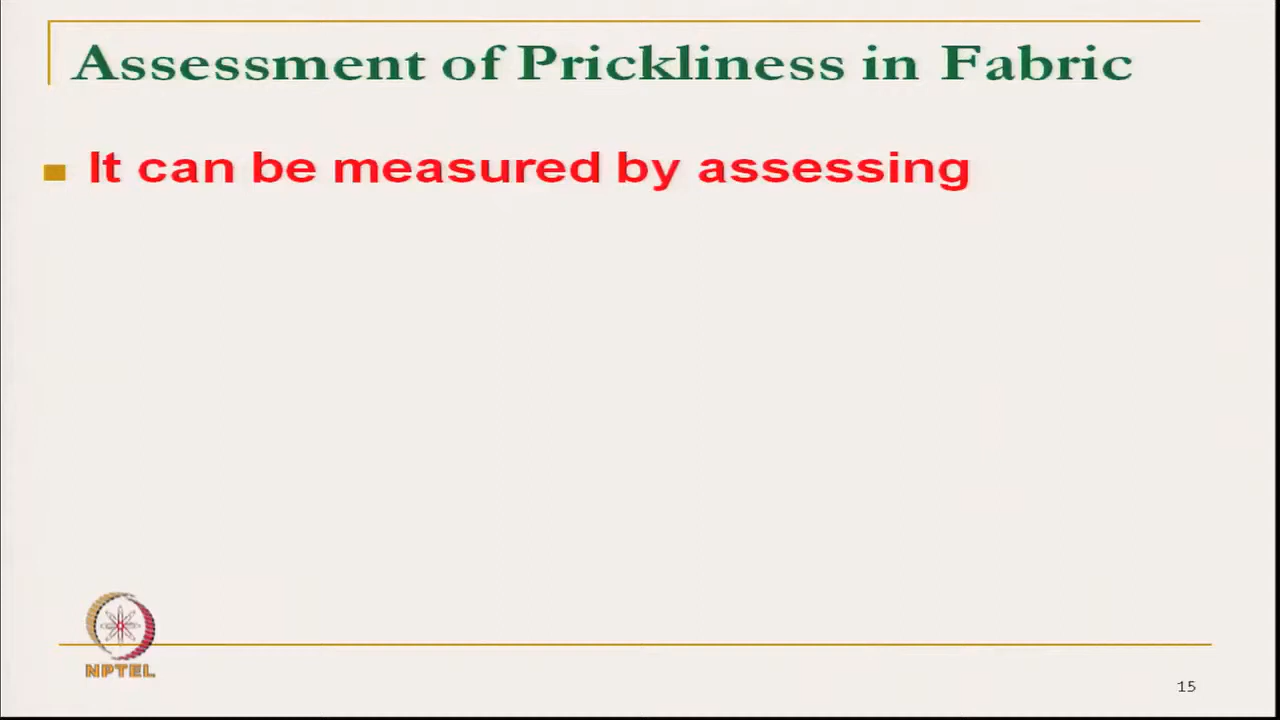 Assessment of Prickliness in Fabric
It can be measured by assessing
NPTEL
15